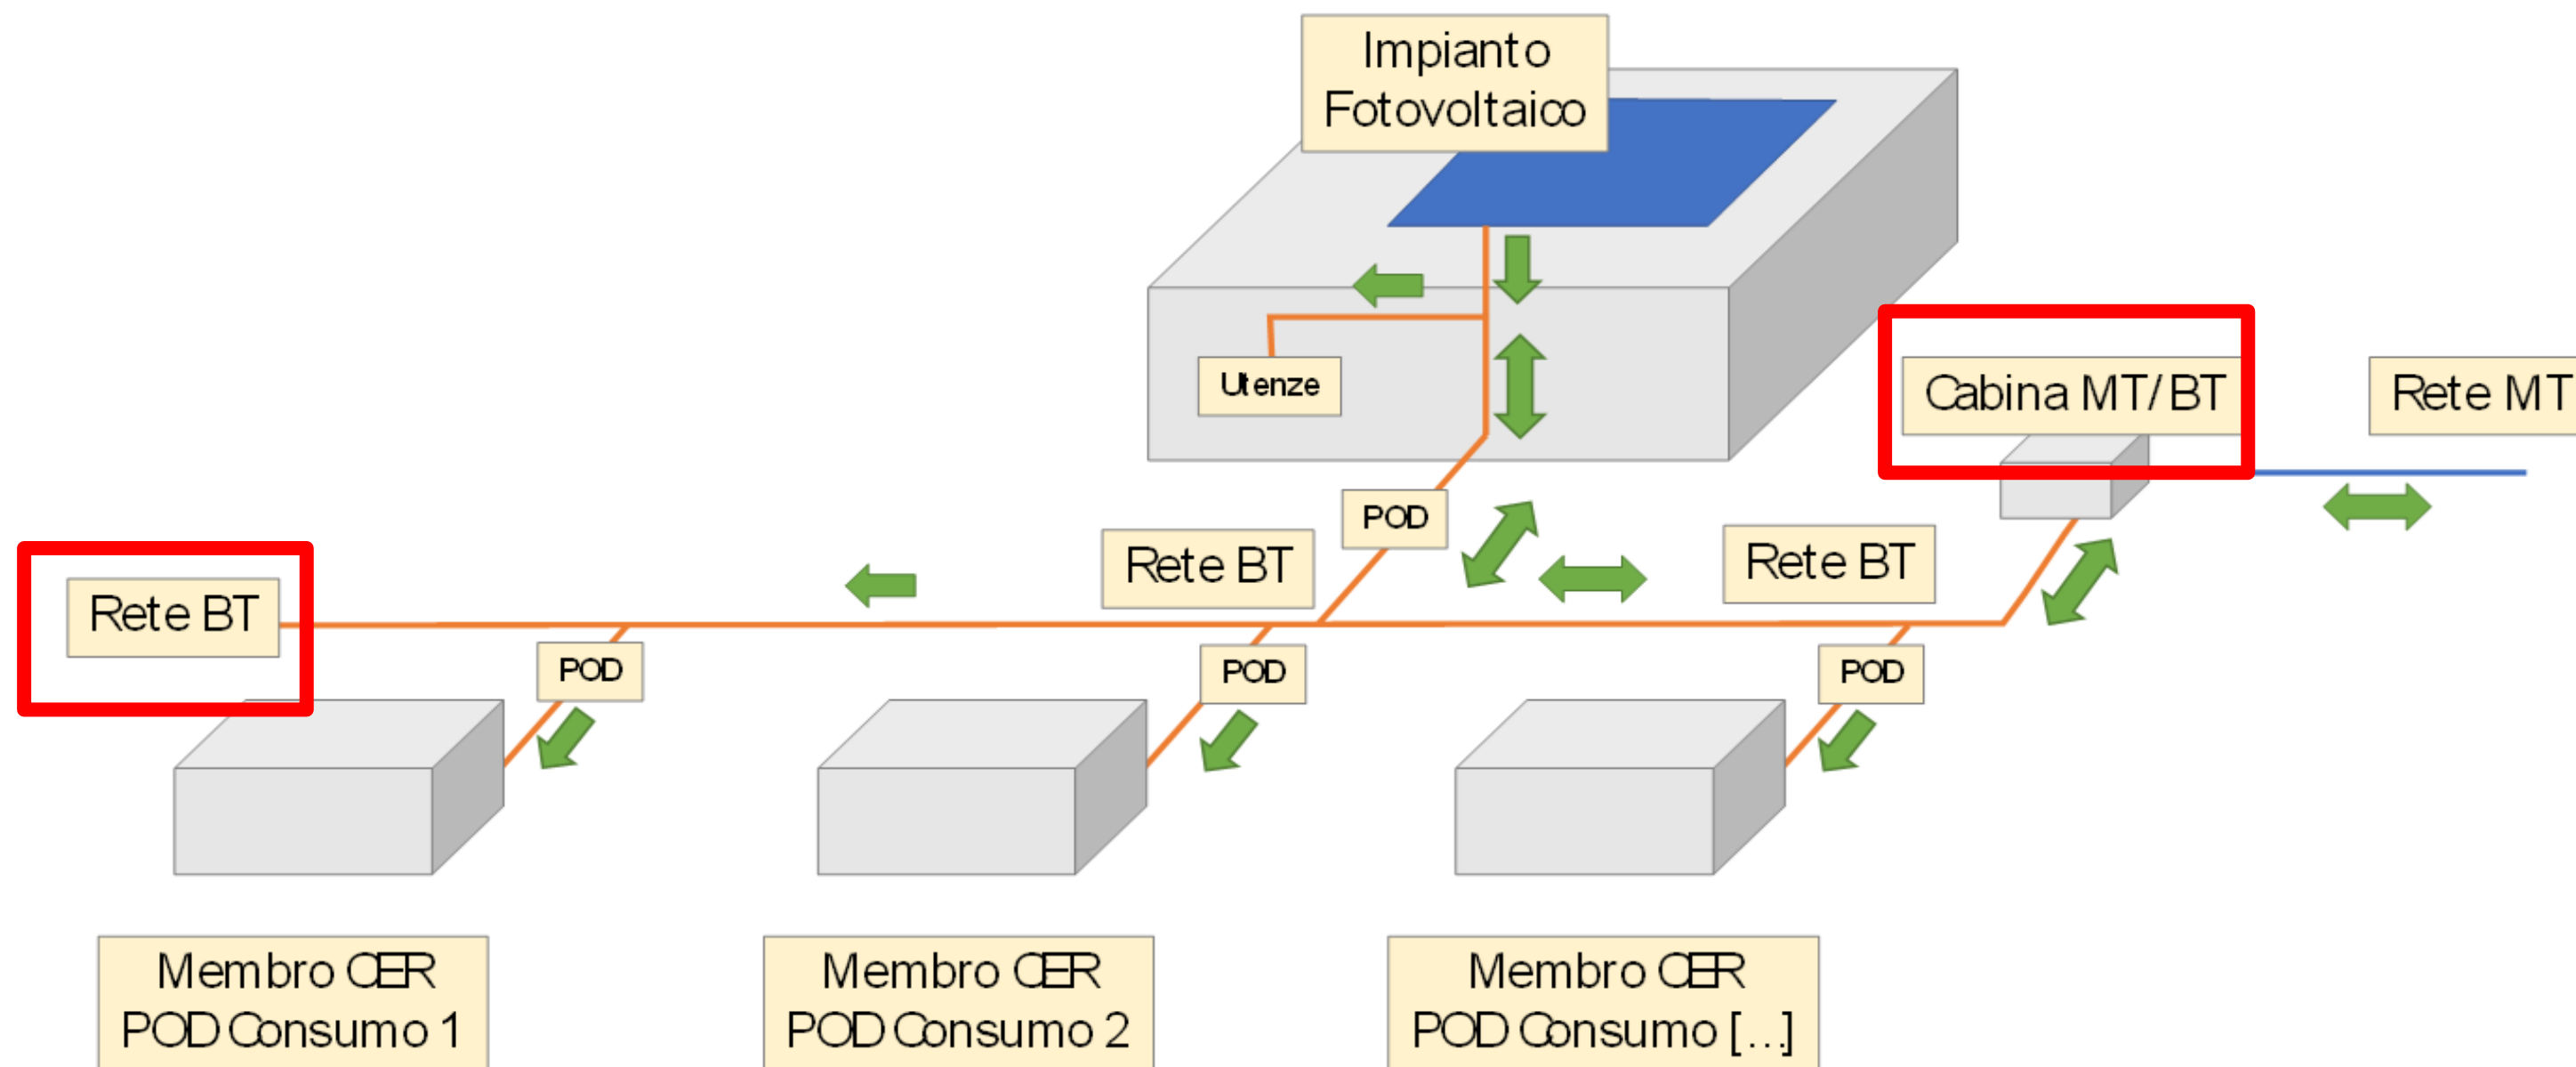 Impianto
Fotovoltaico
Utenze
Cabina MT/BT
Rete MT
POD
Rete BT
Rete BT
Rete BT
POD
POD
POD
Membro CER
POD Consumo 1
Membro CER
POD Consumo 2
Membro CER
POD Consumo [...]